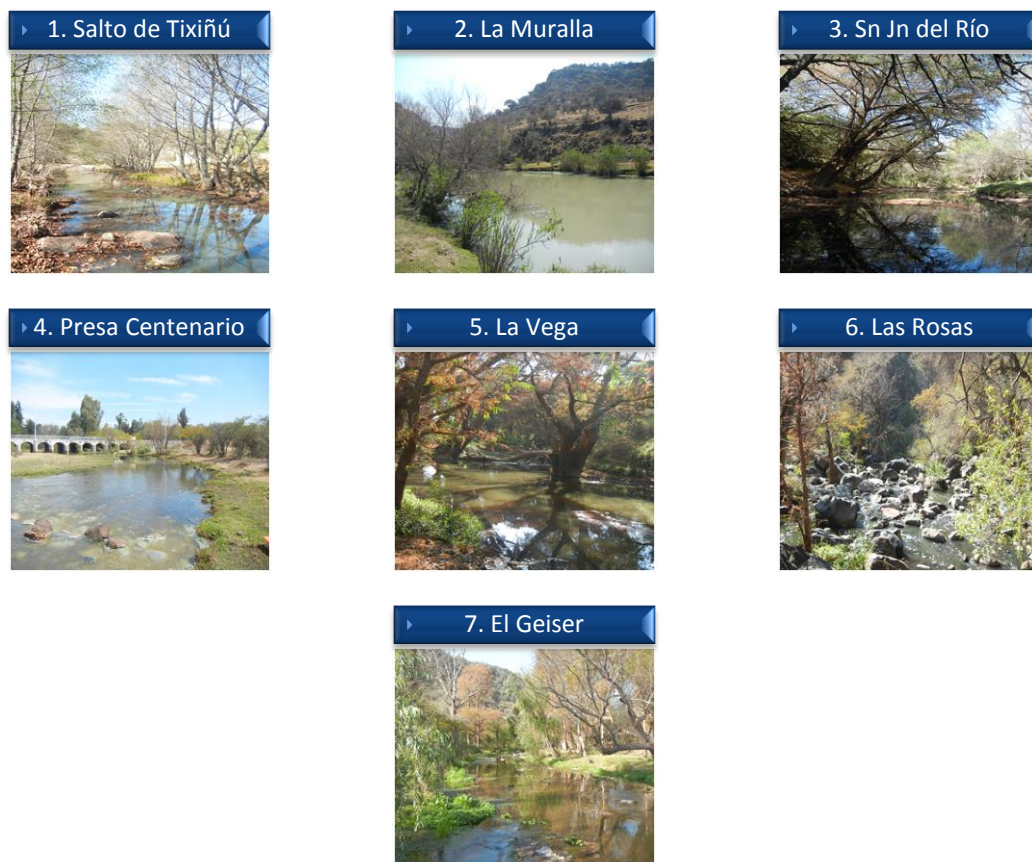 1. Salto de Tixiñú
2. La Muralla
3. Sn Jn del Río
4. Presa Centenario
5. La Vega
6. Las Rosas
7. El Geiser